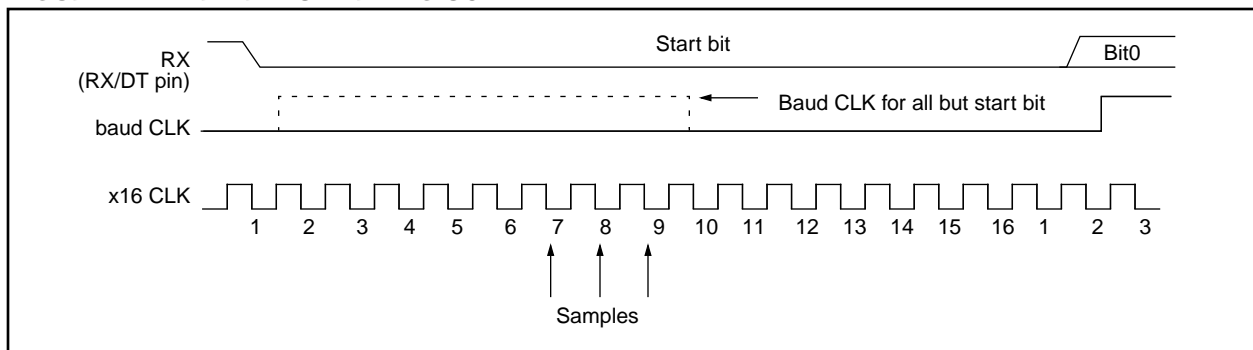 RX
(RX/DT pin)
Start bit
Bit0
baud CLK
Baud CLK for all but start bit
x16 CLK
1 2 3 4 5 6 7 8 9 10 11 12 13 14 15 16 1 2 3
Samples